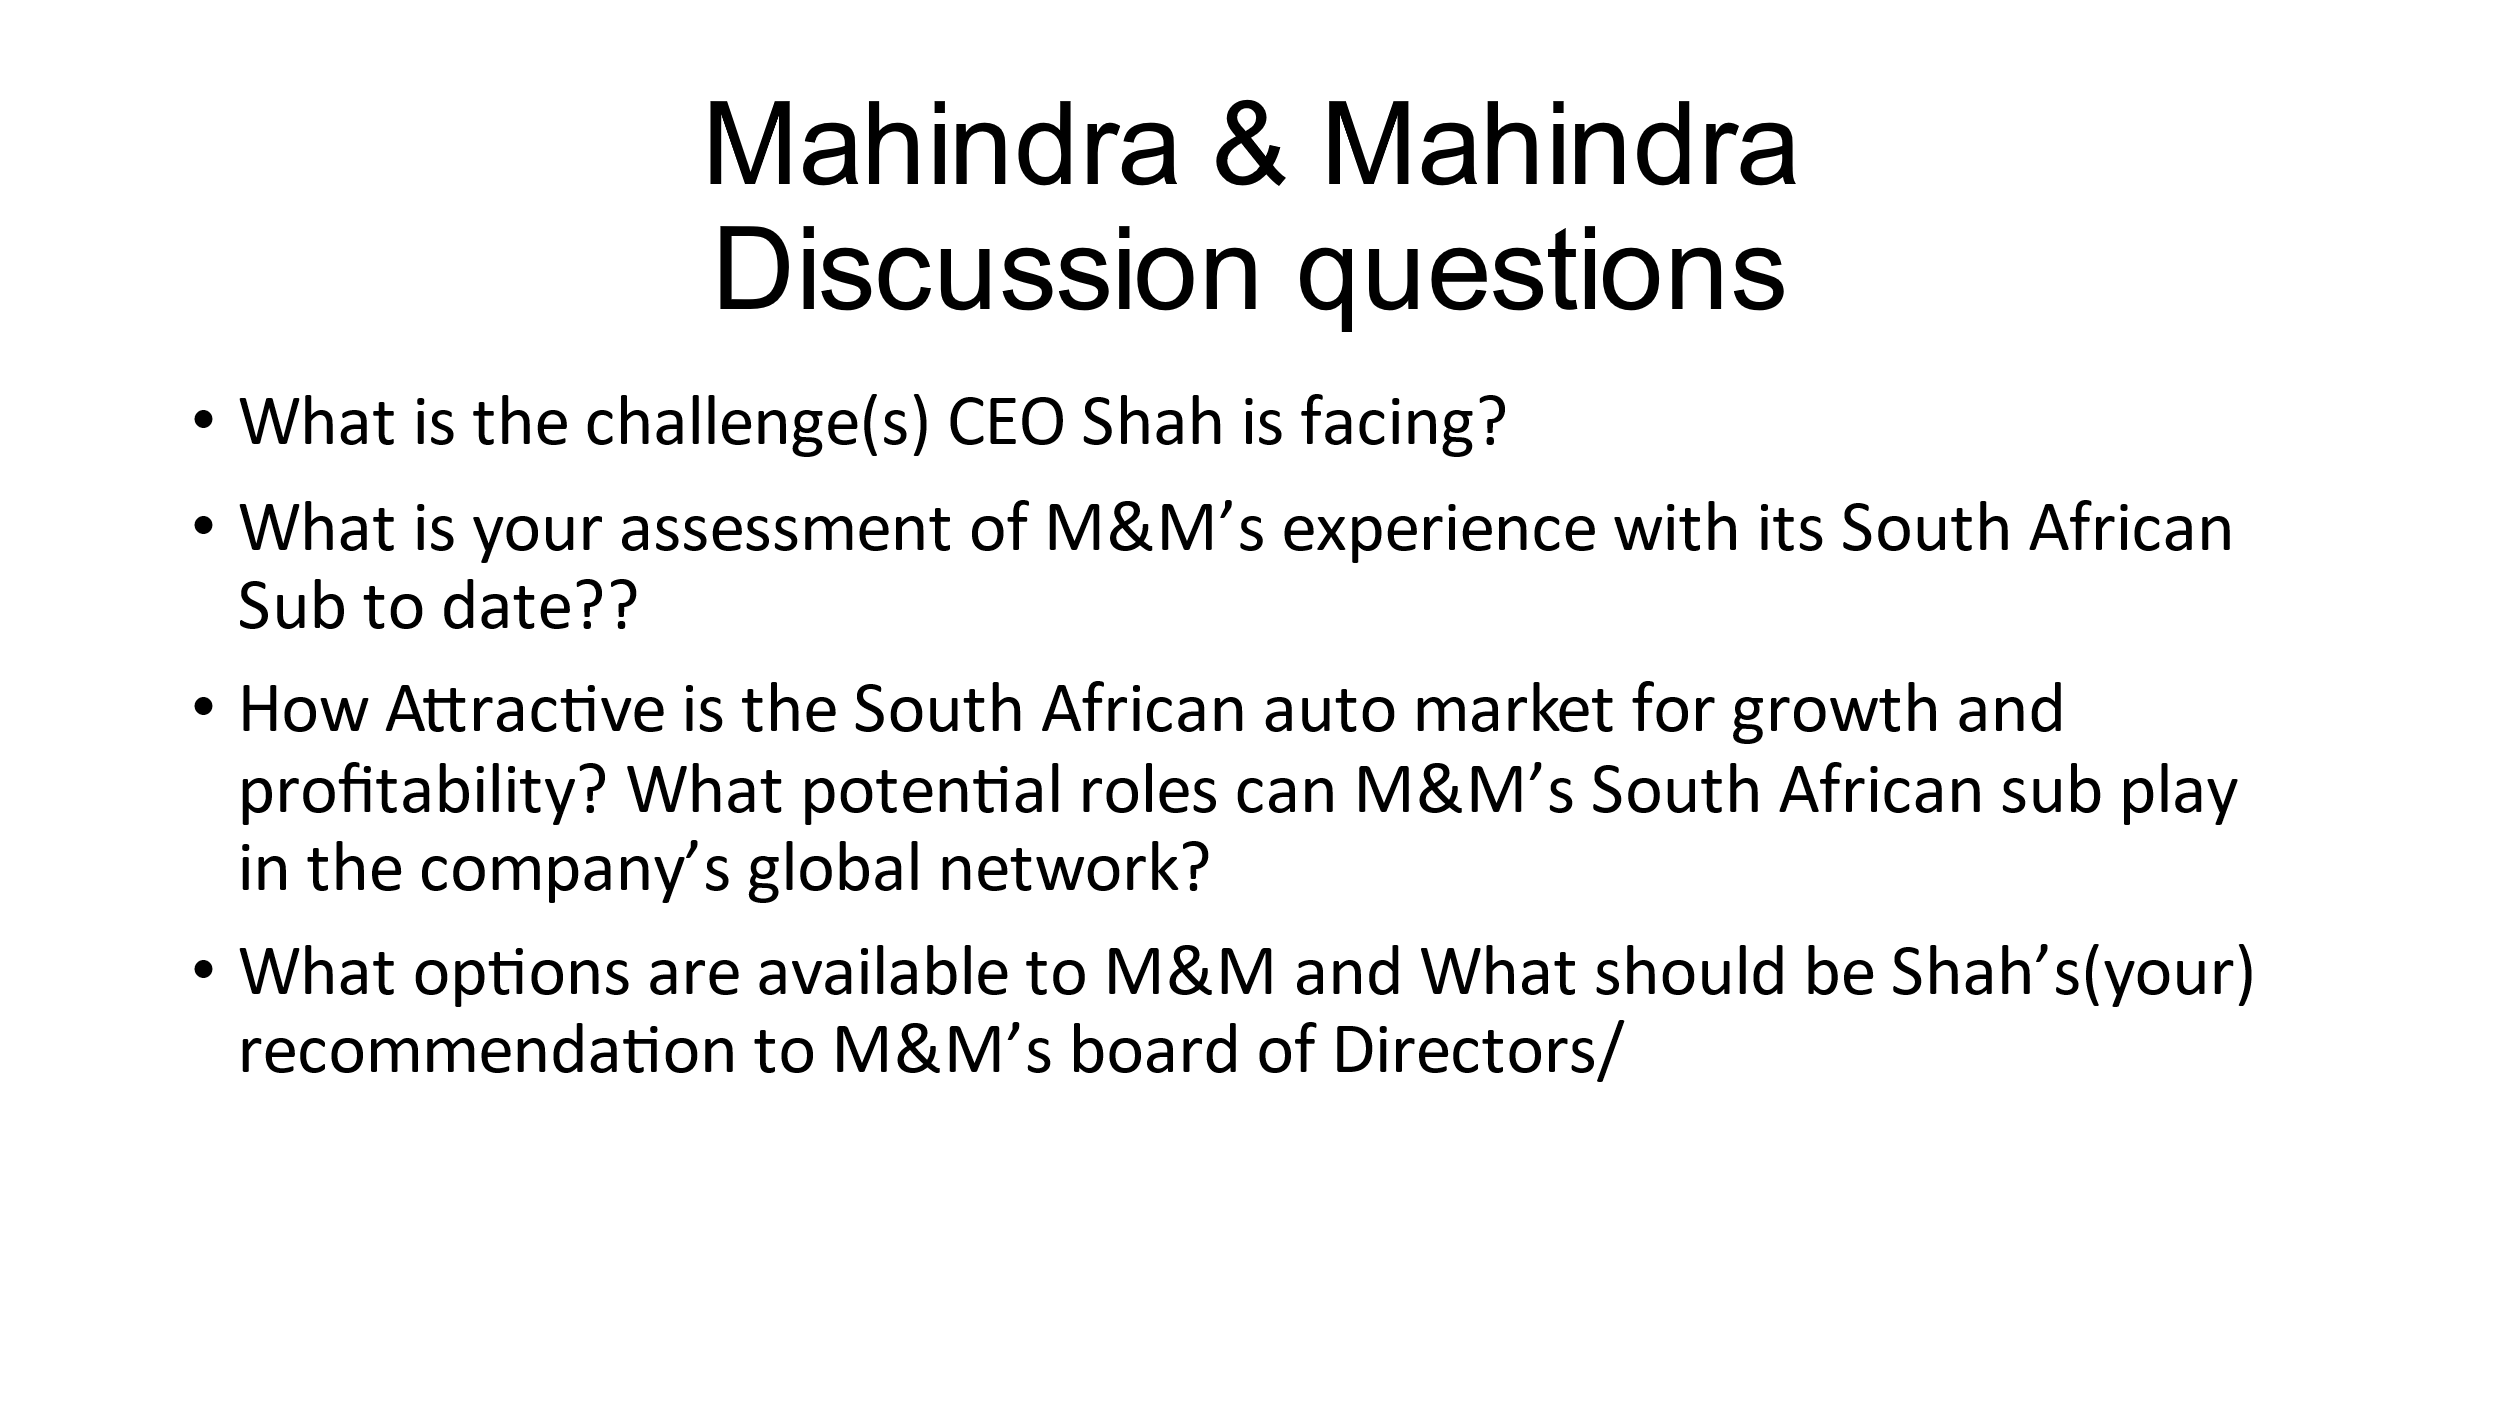 Mahindra & Mahindra
Discussion questions
• What is the challenge(s) CEO Shah is facing?
• What is your assessment of M&M’s experience with its South African
Sub to date??
• How Attractive is the South African auto market for growth and
profitability? What potential roles can M&M’s South African sub play
in the company’s global network?
• What options are available to M&M and What should be Shah’s(your)
recommendation to M&M’s board of Directors/